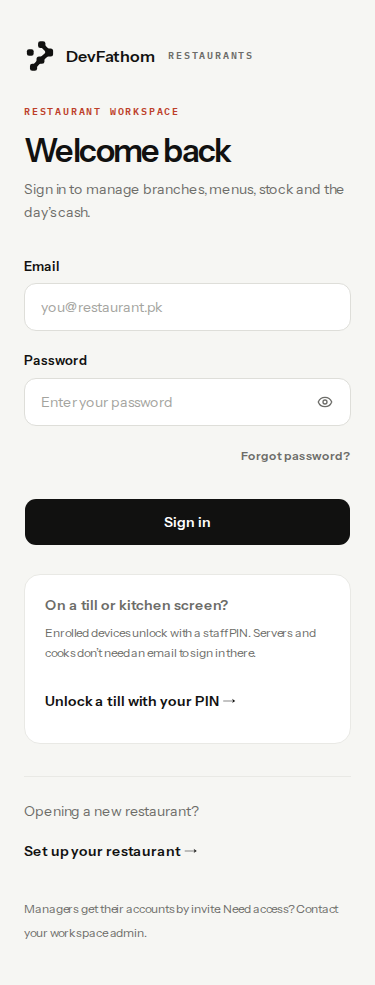 DevFathom RESTAURANTS
RESTAURANT WORKSPACE
Welcome back
Sign in to manage branches, menus, stock and the
day's cash.
Email
you@restaurant.pk
Password
Enter your password
Forgot password?
Sign in
On a till or kitchen screen?
Enrolled devices unlock with a staff PIN. Servers and
cooks don't need an email to sign in there.
Unlock a till with your PIN →
Opening a new restaurant?
Set up your restaurant →
Managers get their accounts by invite. Need access? Contact
your workspace admin.